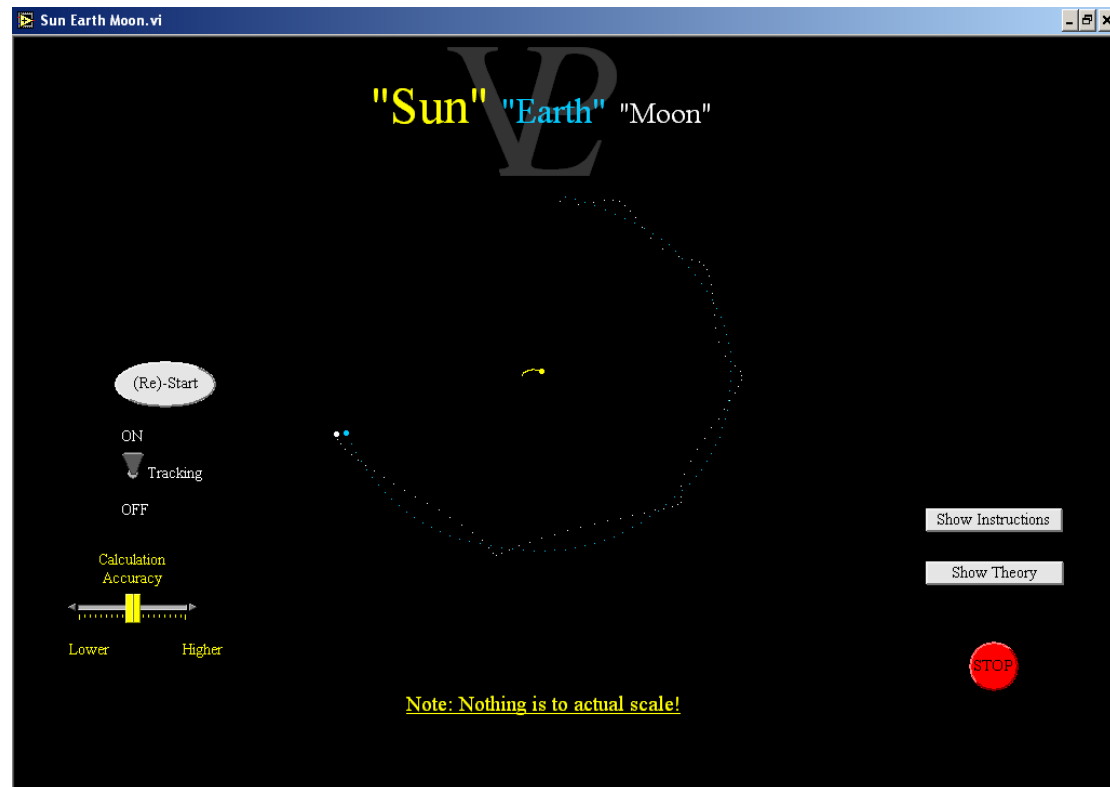 Sun Earth Moon.vi
VPL
"Sun" "Earth" "Moon"
(Re)-Start
ON
Tracking
OFF
Calculation
Accuracy
Lower Higher
Show Instructions
Show Theory
STOP
Note: Nothing is to actual scale!